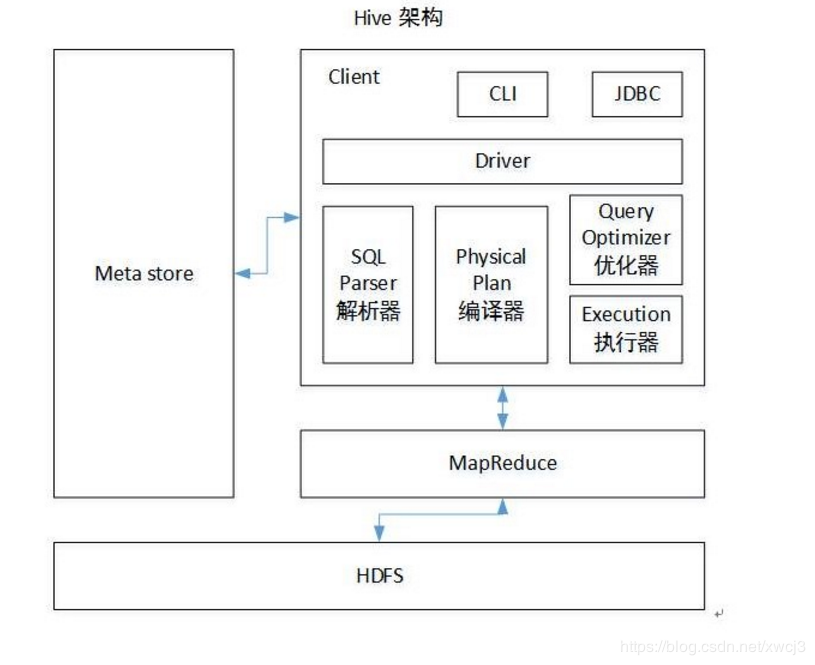 Hive 架构
Client
CLI
JDBC
Driver
Meta store
SQL
Parser
解析器
Physical
Plan
编译器
Query
Optimizer
优化器
Execution
执行器
MapReduce
HDFS
https://blog.csdn.net/xwcj3